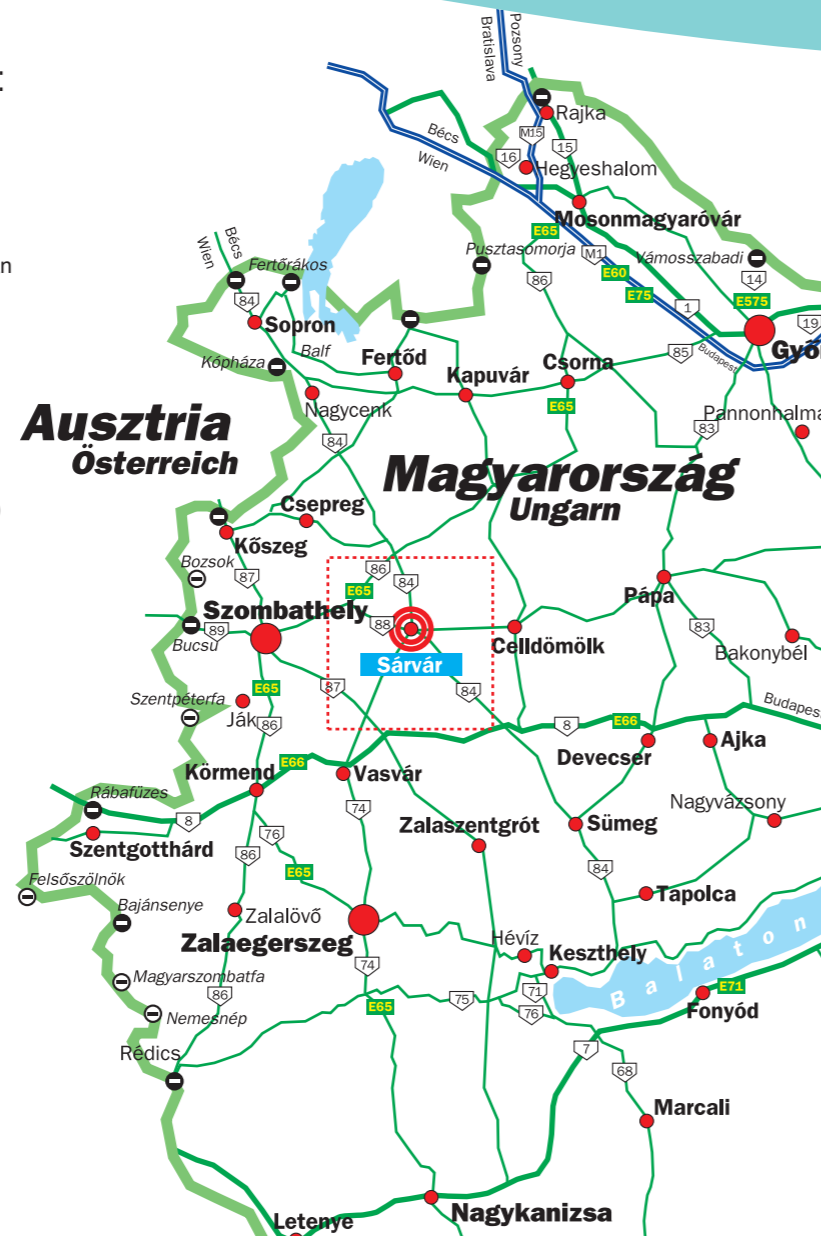 :
n
)
Pozsony
Bratislava
Rajka
M15
15
16
Bécs
Wien
Hegyeshalom
Mosonmagyaróvár
E65
M1
Pusztasomorja
Vámosszabadi
E60
14
E75
E575
86
1
19
Bécs
Wien
Fertőrákos
84
Sopron
Balf
Kópháza
Fertőd
Kapuvár
Csorna
85
Budapest
Győr
E65
Nagycenk
Pannonhalma
83
84
Ausztria
Österreich
Magyarország
Ungarn
Csepreg
Kőszeg
Bozsok
87
86
84
E65
Pápa
Szombathely
88
89
Bucsu
Celldömölk
83
Bakonybél
Sárvár
87
84
E65
Szentpéterfa
Ják
86
Budapest
8
E66
Devecser
Ajka
E66
Körmend
Vasvár
Rábafüzes
74
Nagyvázsony
8
76
Zalaszentgrót
Sümeg
Szentgotthárd
86
E65
84
Felsőszölnök
Bajánsenye
Zalalövő
Tapolca
Zalaegerszeg
Hévíz
Keszthely
Balaton
74
Magyarszombatfa
86
71
E71
75
Fonyód
E65
76
Nemesnép
Rédics
7
68
Marcali
Nagykanizsa
Letenye